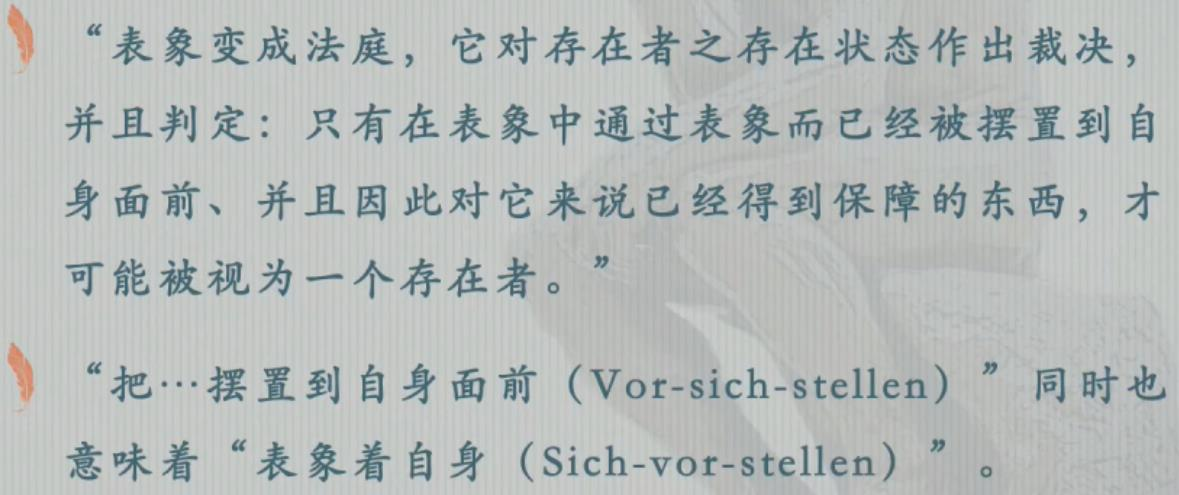 “表象变成法庭，它对存在者之存在状态作出裁决，
并且判定：只有在表象中通过表象而已经被摆置到自
身面前、并且因此对它来说已经得到保障的东西，才
可能被视为一个存在者。”
“把…摆置到自身面前（Vor-sich-stellen）”同时也
意味着“表象着自身（Sich-vor-stellen）”。